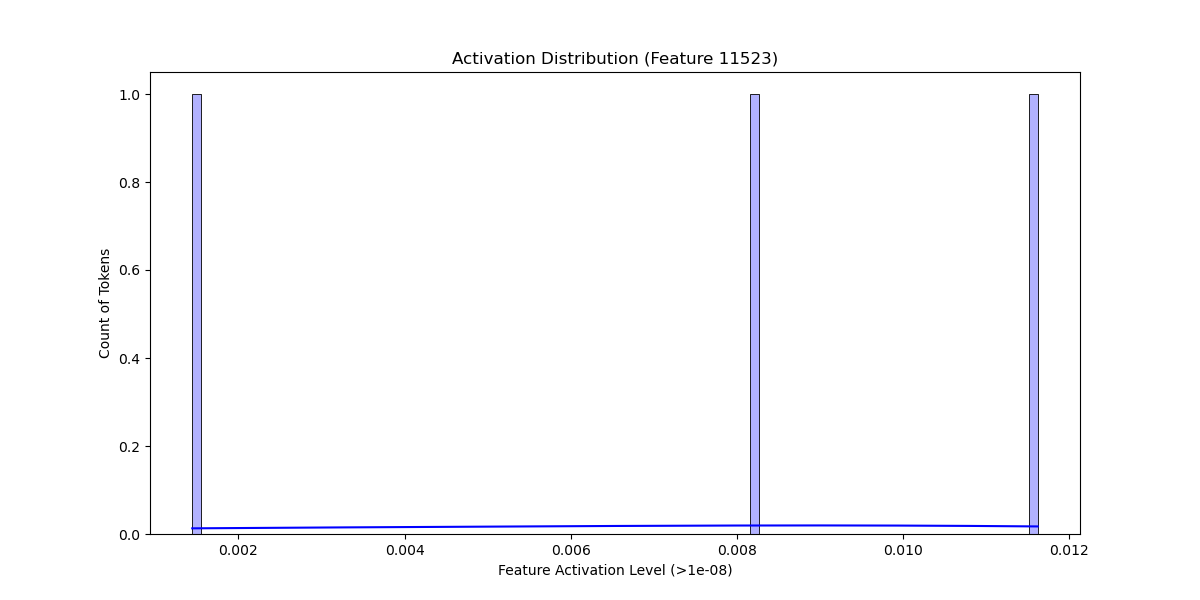 Activation Distribution (Feature 11523)
Count of Tokens
1.0
0.8
0.6
0.4
0.2
0.0
0.002 0.004 0.006 0.008 0.010 0.012
Feature Activation Level (>1e-08)